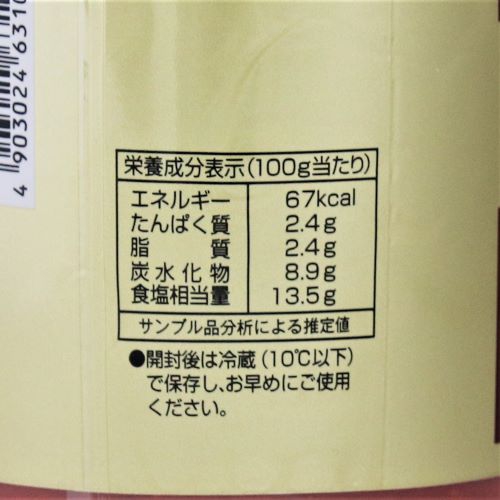 4 903024 6310
栄養成分表示(100g当たり)
エネルギー 67kcal
たんぱく質 2.4g
脂質 2.4g
炭水化物 8.9g
食塩相当量 13.5g
サンプル品分析による推定値
●開封後は冷蔵(10℃以下)
で保存し、お早めにご使用
ください。